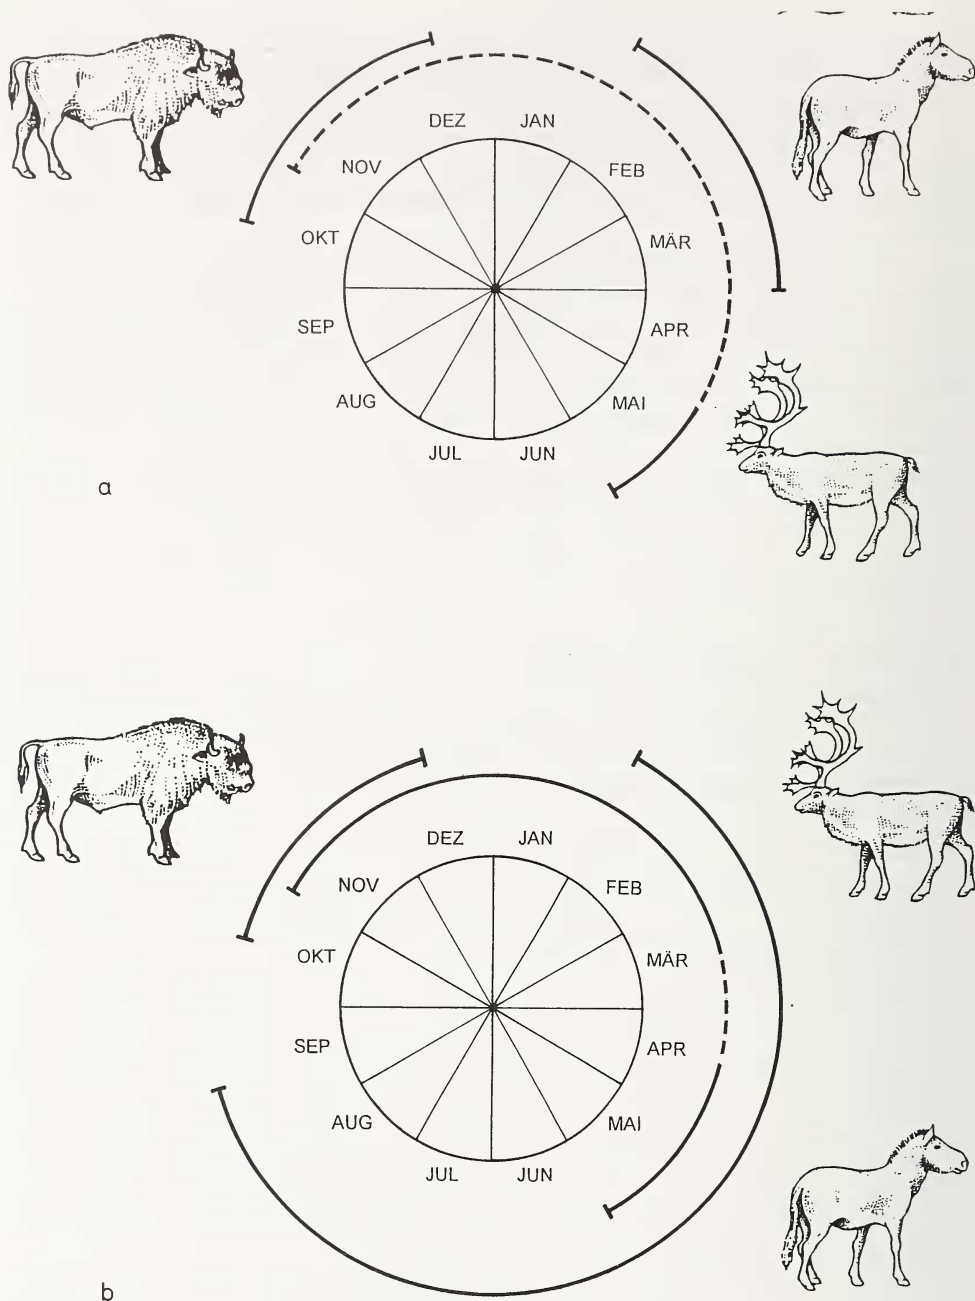 DEZ JAN
NOV FEB
OKT MÄR
SEP APR
AUG MAI
JUL JUN
a
DEZ JAN
NOV FEB
OKT MÄR
SEP APR
AUG MAI
JUL JUN
b